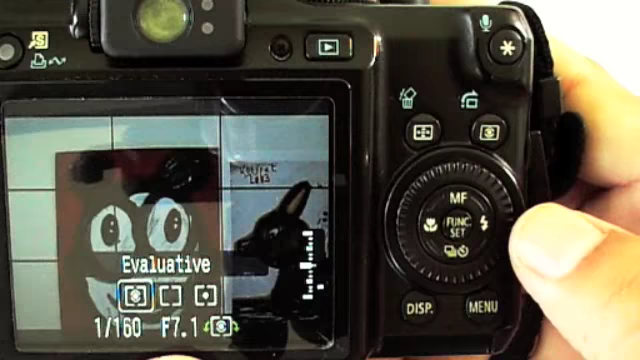 MF
FUNC.
SET
DISP.
MENU
Evaluative
1/160 F7.1